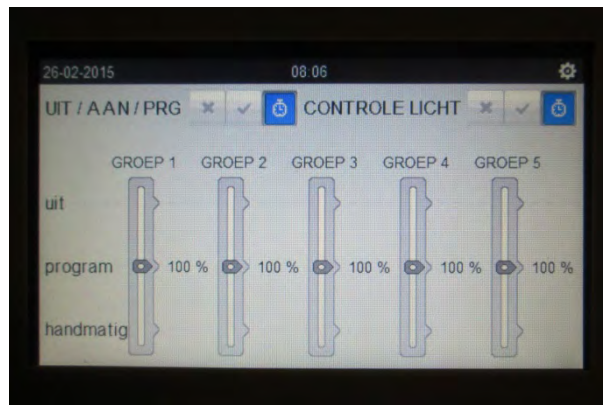 26-02-2015 08:06
UIT / AAN / PRG CONTROLE LICHT
GROEP 1 GROEP 2 GROEP 3 GROEP 4 GROEP 5
uit
program 100 % 100 % 100 % 100 % 100 %
handmatig